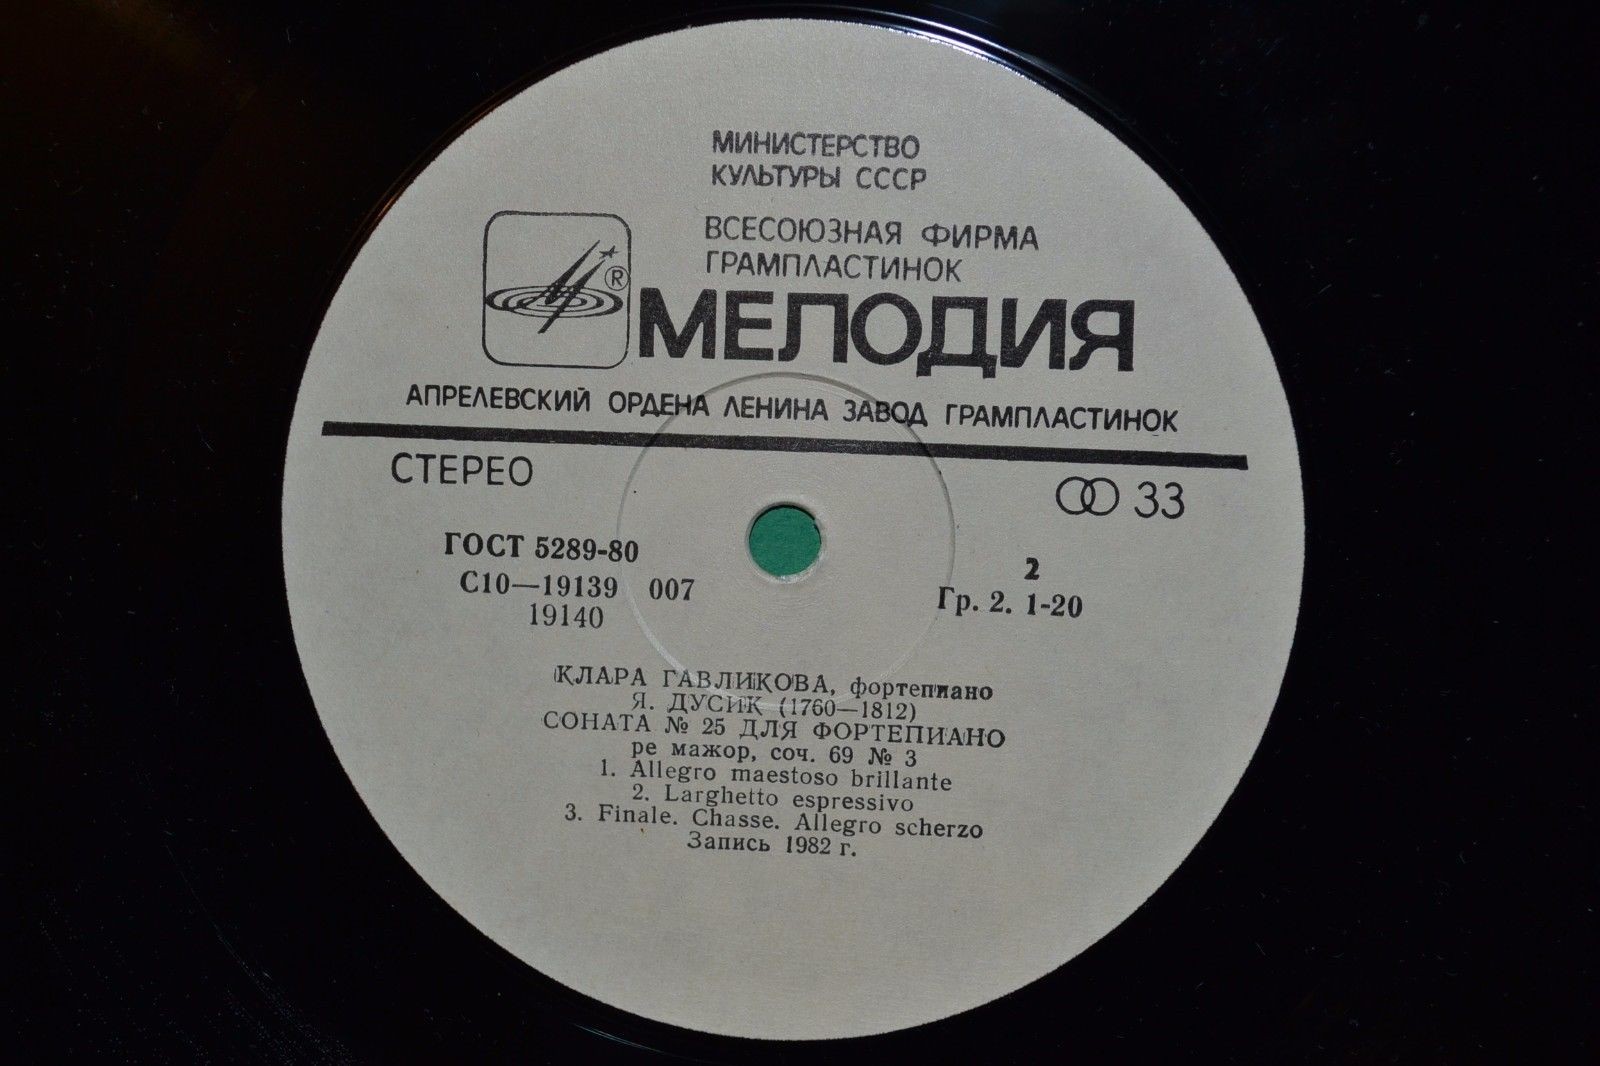 МИНИСТЕРСТВО
КУЛЬТУРЫ СССР
ВСЕСОЮЗНАЯ ФИРМА
ГРАМПЛАСТИНОК
®
МЕЛОДИЯ
АПРЕЛЕВСКИЙ ОРДЕНА ЛЕНИНА ЗАВОД ГРАМПЛАСТИНОК
СТЕРЕО
33
ГОСТ 5289-80
2
С10—19139 007
Гр. 2. 1-20
19140
КЛАРА ГАВЛИКОВА, фортепиано
Я. ДУСИК (1760—1812)
СОНАТА № 25 ДЛЯ ФОРТЕПИАНО
ре мажор, соч. 69 № 3
1. Allegro maestoso brillante
2. Larghetto espressivo
3. Finale. Chasse. Allegro scherzo
Запись 1982 г.